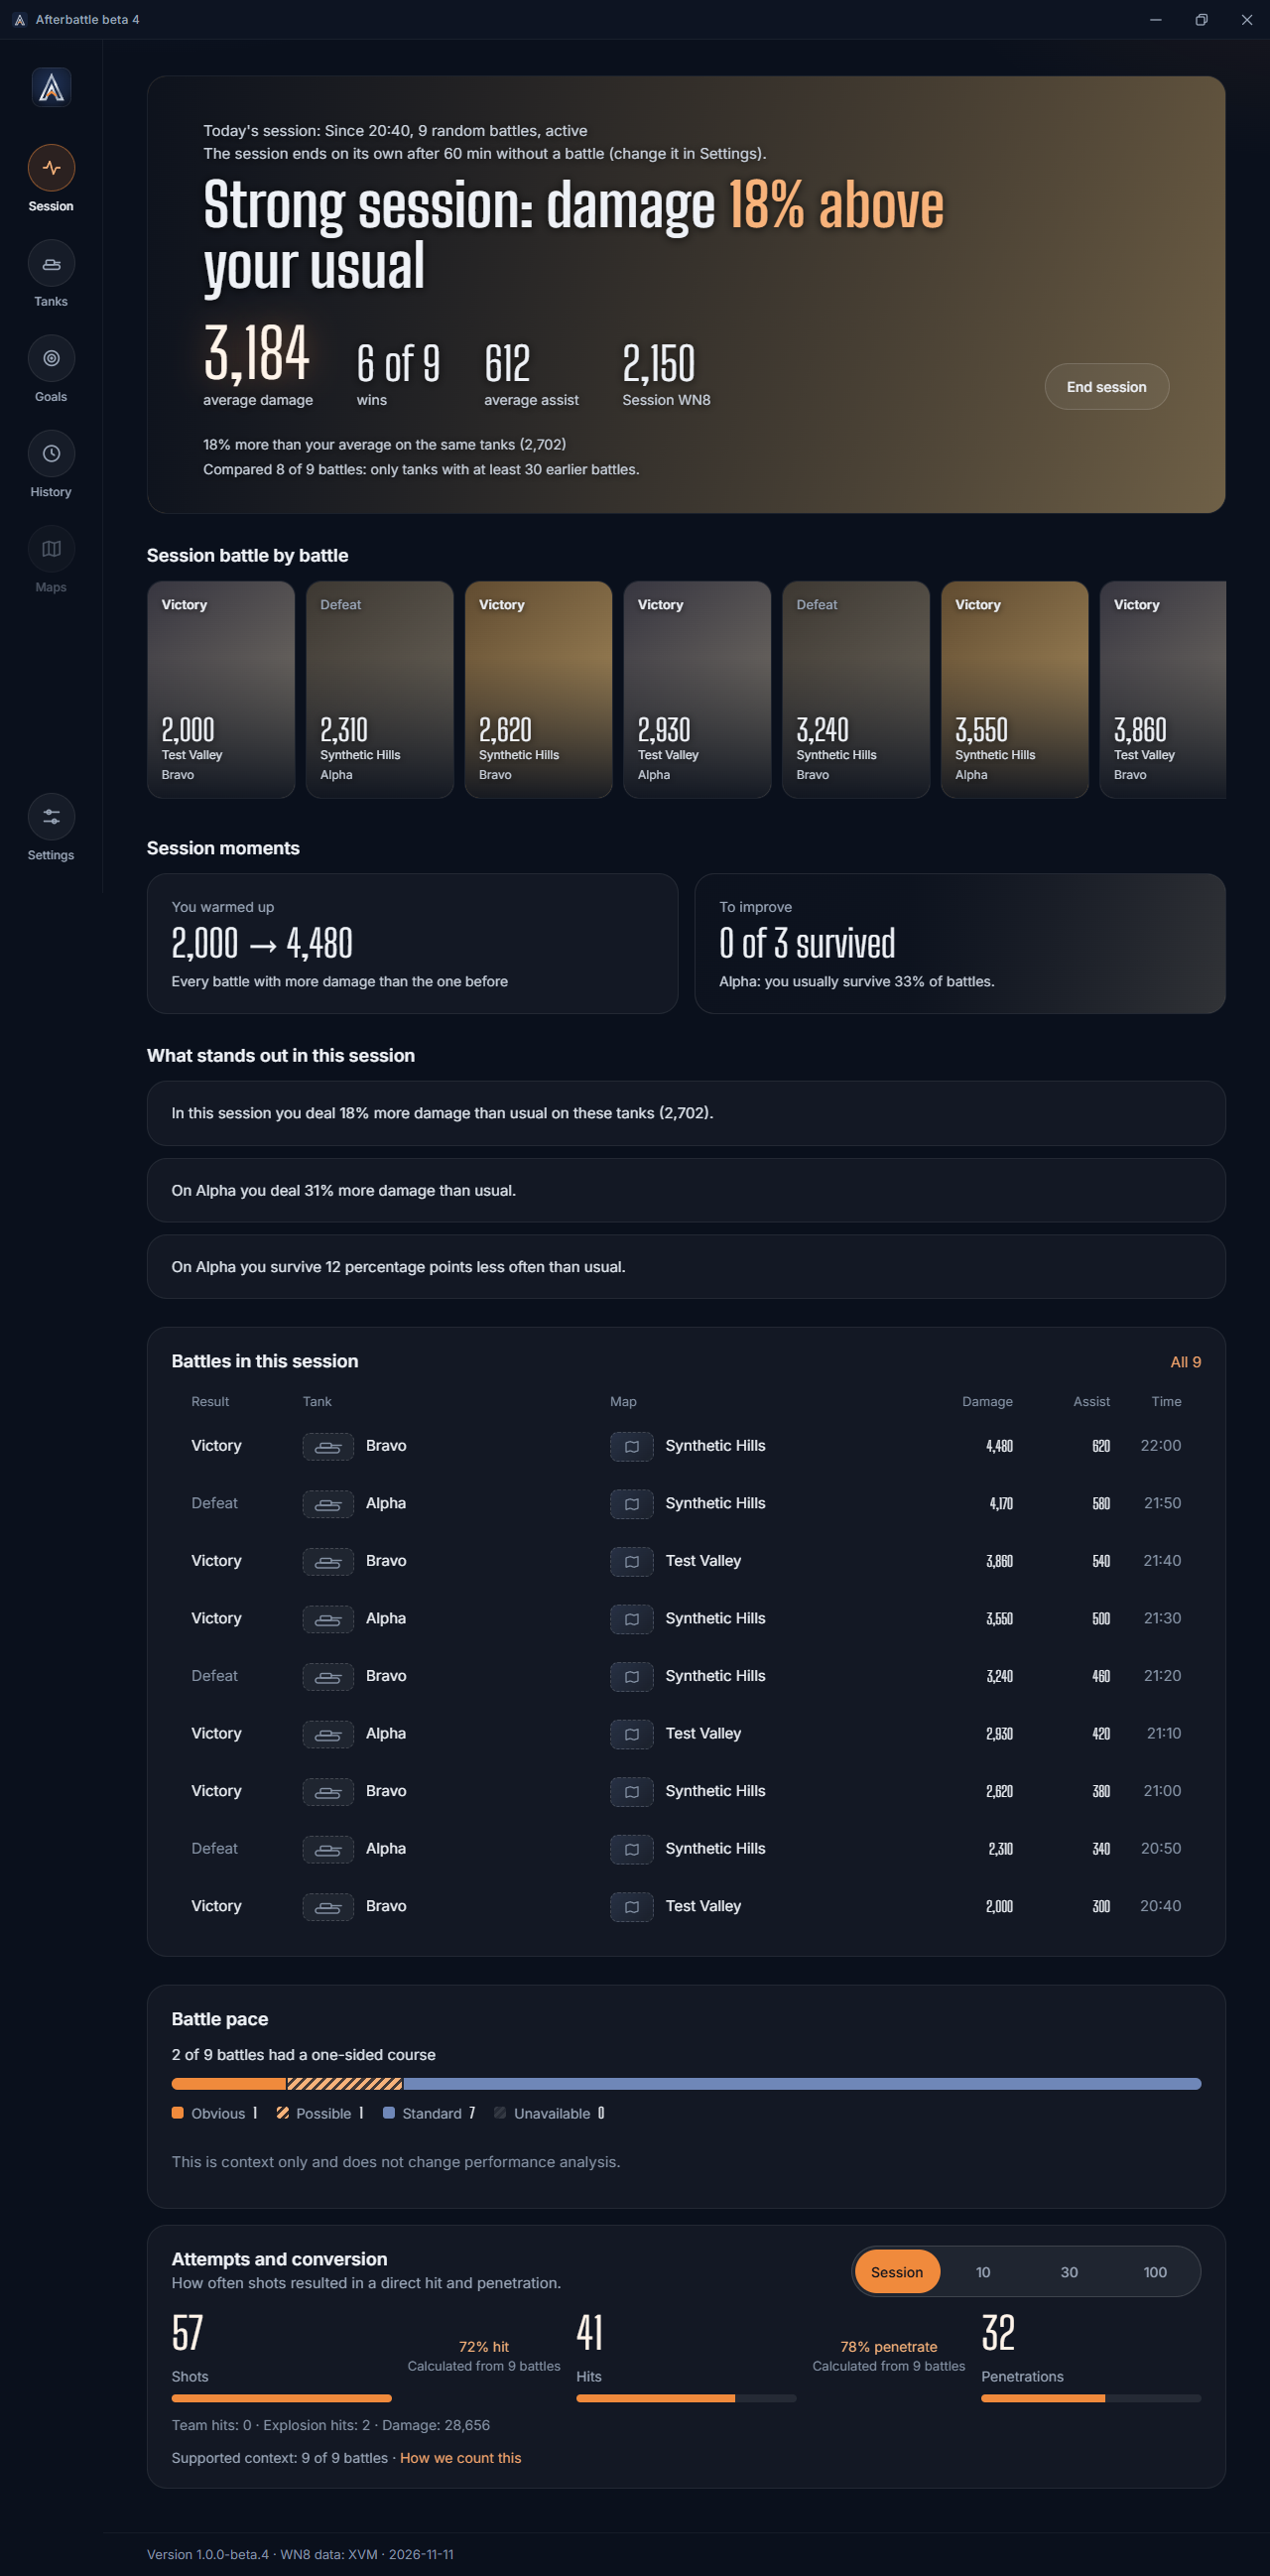 Afterbattle beta 4
Session
Tanks
Goals
History
Maps
Settings
Today's session: Since 20:40, 9 random battles, active
The session ends on its own after 60 min without a battle (change it in Settings).
Strong session: damage 18% above
your usual
3,184 6 of 9 612 2,150
average damage wins average assist Session WN8
End session
18% more than your average on the same tanks (2,702)
Compared 8 of 9 battles: only tanks with at least 30 earlier battles.
Session battle by battle
Victory Defeat Victory Victory Defeat Victory Victory
2,000 2,310 2,620 2,930 3,240 3,550 3,860
Test Valley Synthetic Hills Synthetic Hills Test Valley Synthetic Hills Synthetic Hills Test Valley
Bravo Alpha Bravo Alpha Bravo Alpha Bravo
Session moments
You warmed up
2,000 → 4,480
Every battle with more damage than the one before
To improve
0 of 3 survived
Alpha: you usually survive 33% of battles.
What stands out in this session
In this session you deal 18% more damage than usual on these tanks (2,702).
On Alpha you deal 31% more damage than usual.
On Alpha you survive 12 percentage points less often than usual.
Battles in this session All 9
Result Tank Map Damage Assist Time
Victory Bravo Synthetic Hills 4,480 620 22:00
Defeat Alpha Synthetic Hills 4,170 580 21:50
Victory Bravo Test Valley 3,860 540 21:40
Victory Alpha Synthetic Hills 3,550 500 21:30
Defeat Bravo Synthetic Hills 3,240 460 21:20
Victory Alpha Test Valley 2,930 420 21:10
Victory Bravo Synthetic Hills 2,620 380 21:00
Defeat Alpha Synthetic Hills 2,310 340 20:50
Victory Bravo Test Valley 2,000 300 20:40
Battle pace
2 of 9 battles had a one-sided course
Obvious 1 Possible 1 Standard 7 Unavailable 0
This is context only and does not change performance analysis.
Attempts and conversion
How often shots resulted in a direct hit and penetration.
Session 10 30 100
57 41 32
72% hit 78% penetrate
Calculated from 9 battles Calculated from 9 battles
Shots Hits Penetrations
Team hits: 0 · Explosion hits: 2 · Damage: 28,656
Supported context: 9 of 9 battles · How we count this
Version 1.0.0-beta.4 · WN8 data: XVM · 2026-11-11